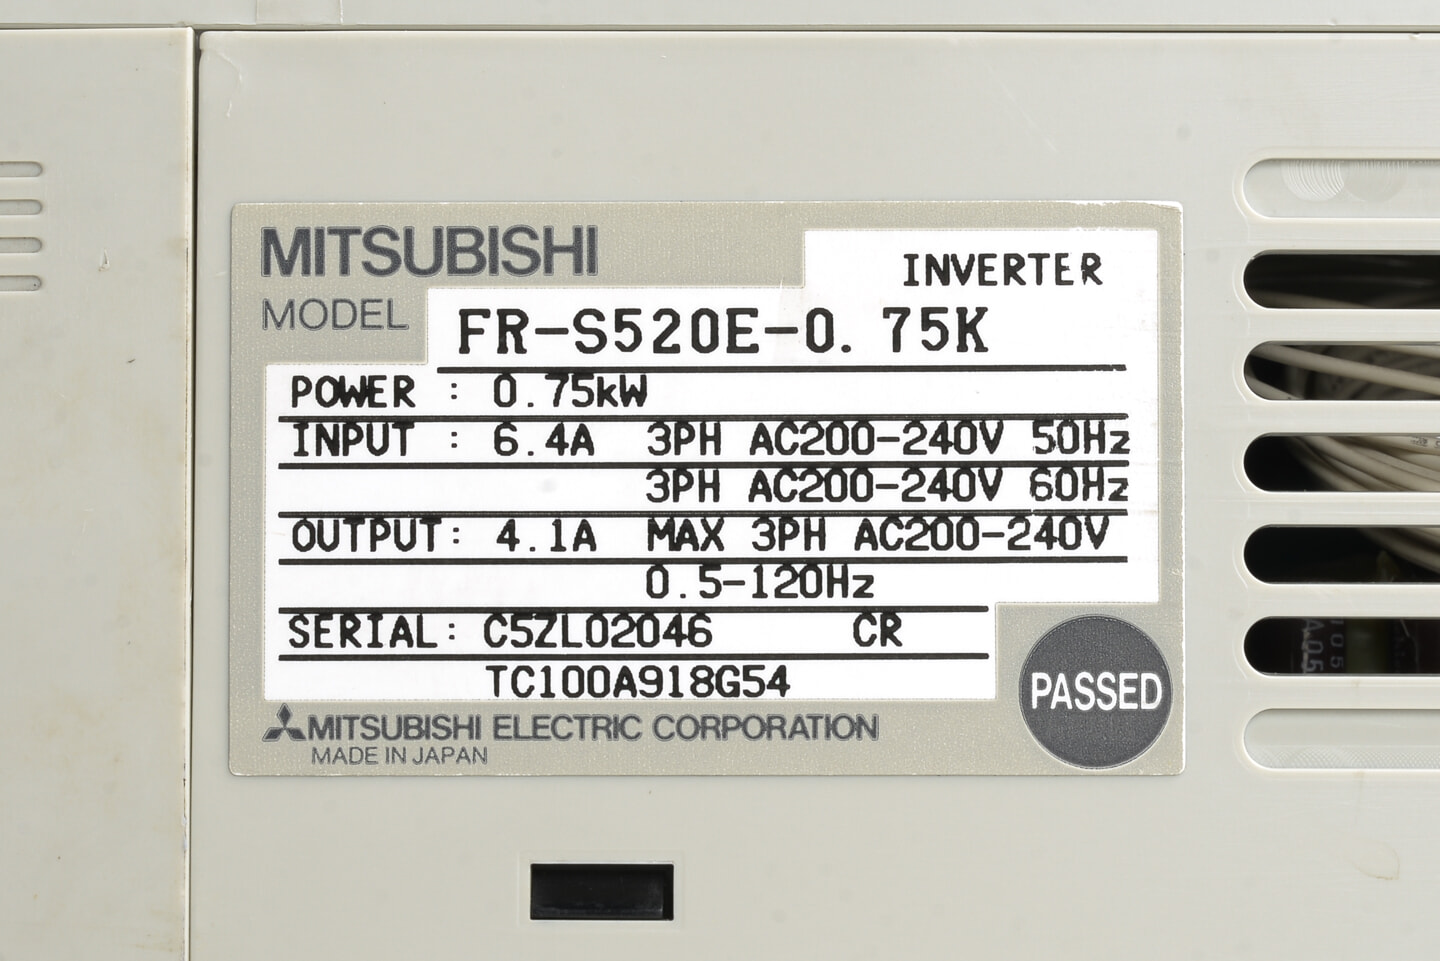 MITSUBISHI
INVERTER
MODEL FR-S520E-0.75K
POWER : 0.75kW
INPUT : 6.4A 3PH AC200-240V 50Hz
3PH AC200-240V 60Hz
OUTPUT: 4.1A MAX 3PH AC200-240V
0.5-120Hz
SERIAL: C5ZL02046 CR
TC100A918G54
PASSED
MITSUBISHI ELECTRIC CORPORATION
MADE IN JAPAN